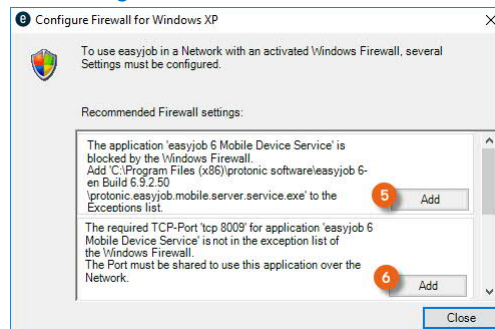 e Configure Firewall for Windows XP
To use easyjob in a Network with an activated Windows Firewall, several
Settings must be configured.
Recommended Firewall settings:
The application 'easyjob 6 Mobile Device Service' is
blocked by the Windows Firewall.
Add 'C:\Program Files (x86)\protonic software\easyjob 6-
en Build 6.9.2.50
\protonic.easyjob.mobile.server.service.exe' to the
Exceptions list.
5 Add
The required TCP-Port 'tcp 8009' for application 'easyjob 6
Mobile Device Service' is not in the exception list of
the Windows Firewall.
The Port must be shared to use this application over the
Network.
6 Add
Close